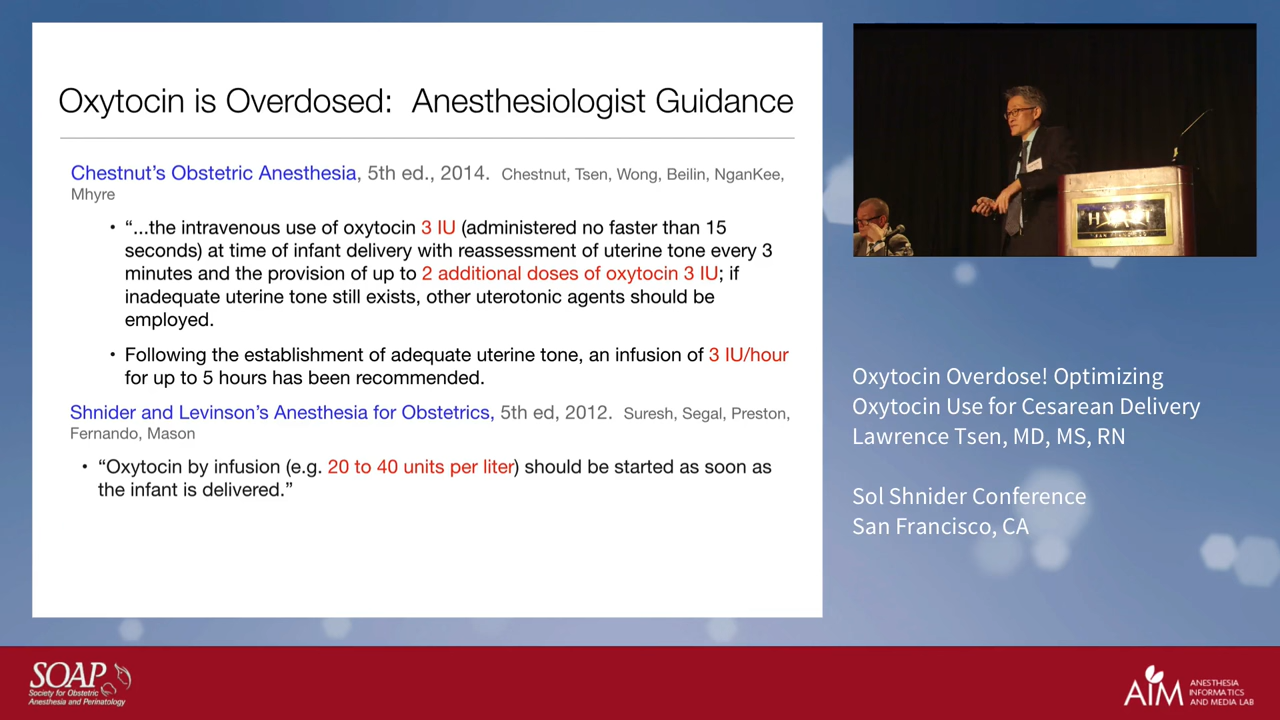 Oxytocin is Overdosed: Anesthesiologist Guidance
Chestnut's Obstetric Anesthesia, 5th ed., 2014. Chestnut, Tsen, Wong, Beilin, NganKee,
Mhyre
• "...the intravenous use of oxytocin 3 IU (administered no faster than 15
seconds) at time of infant delivery with reassessment of uterine tone every 3
minutes and the provision of up to 2 additional doses of oxytocin 3 IU; if
inadequate uterine tone still exists, other uterotonic agents should be
employed.
• Following the establishment of adequate uterine tone, an infusion of 3 IU/hour
for up to 5 hours has been recommended.
Shnider and Levinson's Anesthesia for Obstetrics, 5th ed, 2012. Suresh, Segal, Preston,
Fernando, Mason
• "Oxytocin by infusion (e.g. 20 to 40 units per liter) should be started as soon as
the infant is delivered."
Oxytocin Overdose! Optimizing
Oxytocin Use for Cesarean Delivery
Lawrence Tsen, MD, MS, RN
Sol Shnider Conference
San Francisco, CA
SOAP
Society for Obstetric
Anesthesia and Perinatology
AIM
ANESTHESIA
INFORMATICS
AND MEDIA LAB